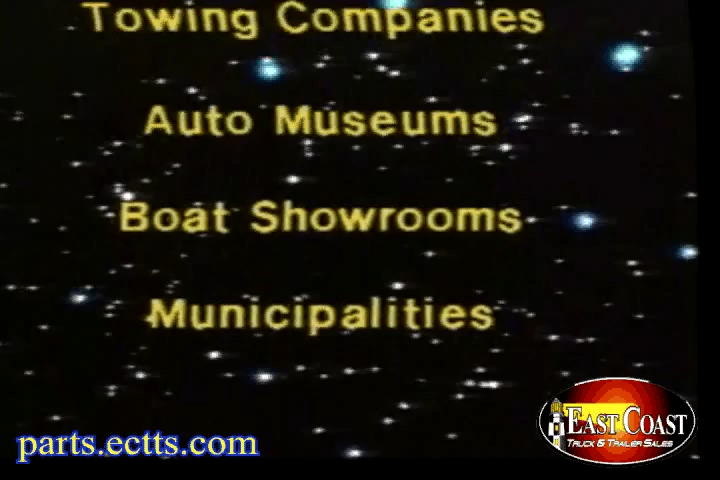 Towing Companies
Auto Museums
Boat Showrooms
Municipalities
parts.ectts.com
EAST COAST
TRUCK & TRAILER SALES